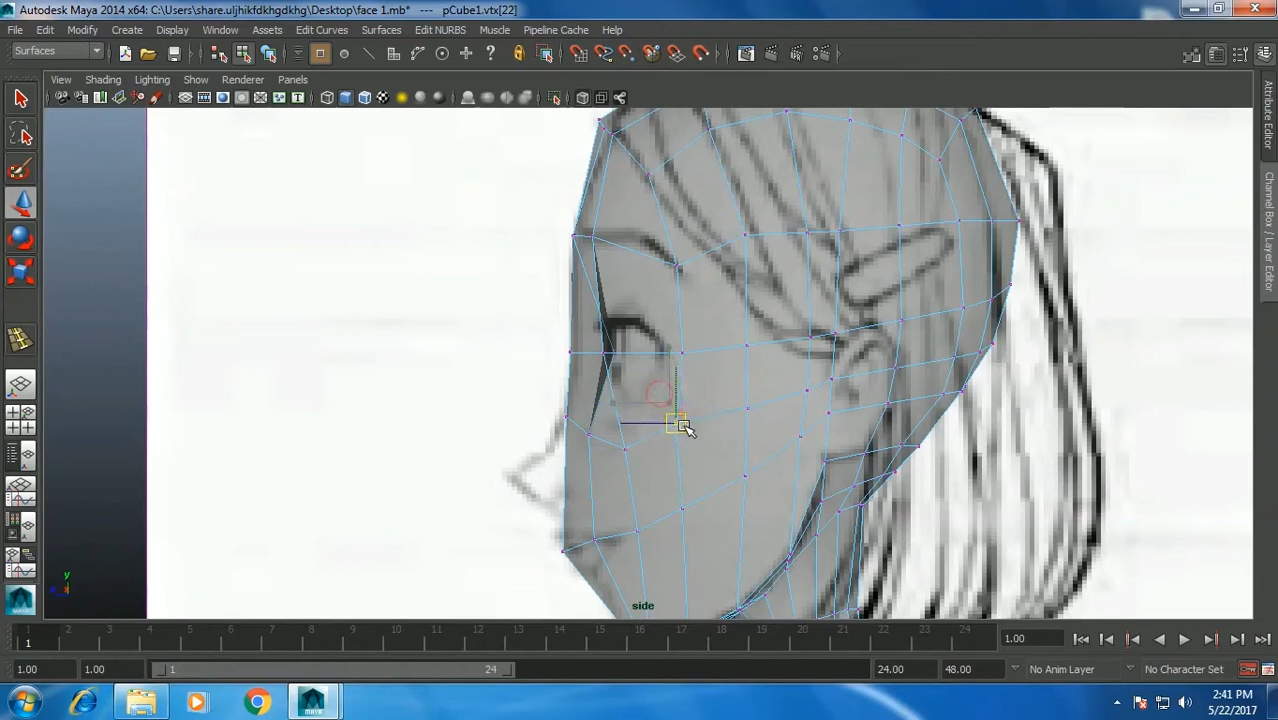 Autodesk Maya 2014 x64: C:\Users\share.uljhikfdkhgdkhg\Desktop\face 1.mb* --- pCube1.vtx[22]
File Edit Modify Create Display Window Assets Edit Curves Surfaces Edit NURBS Muscle Pipeline Cache Help
Surfaces
View Shading Lighting Show Renderer Panels
Attribute Editor
Channel Box / Layer Editor
y
side
1 2 3 4 5 6 7 8 9 10 11 12 13 14 15 16 17 18 19 20 21 22 23 24
1 1.00
1.00 1.00 1 24 24.00 48.00 No Anim Layer No Character Set
2:41 PM
5/22/2017